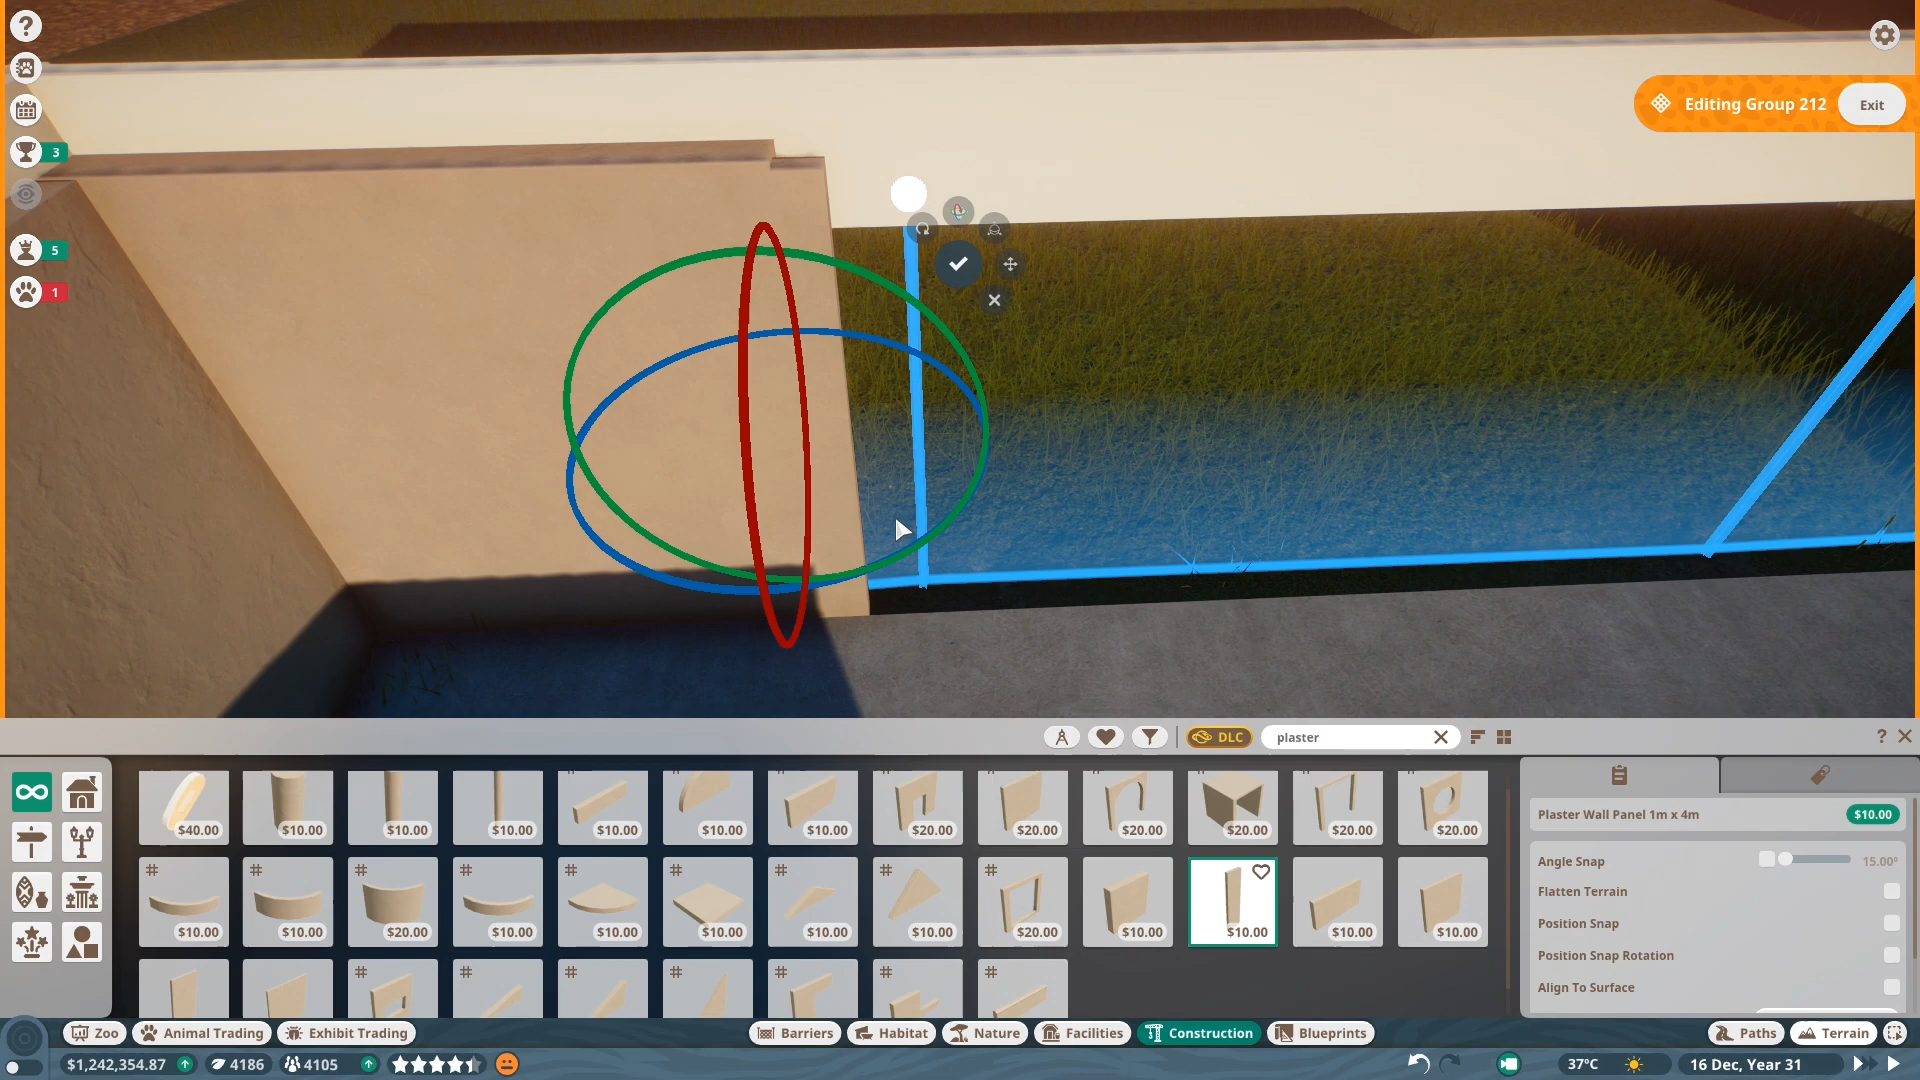 ?
3
5
1
Editing Group 212
Exit
DLC
plaster
?
$40.00 $10.00 $10.00 $10.00 $10.00 $10.00 $10.00 $20.00 $20.00 $20.00 $20.00 $20.00 $20.00
$10.00 $10.00 $20.00 $10.00 $10.00 $10.00 $10.00 $10.00 $20.00 $10.00 $10.00 $10.00 $10.00
Plaster Wall Panel 1m x 4m $10.00
Angle Snap 15.00°
Flatten Terrain
Position Snap
Position Snap Rotation
Align To Surface
Zoo Animal Trading Exhibit Trading Barriers Habitat Nature Facilities Construction Blueprints Paths Terrain
$1,242,354.87 4186 4105 37°C 16 Dec, Year 31